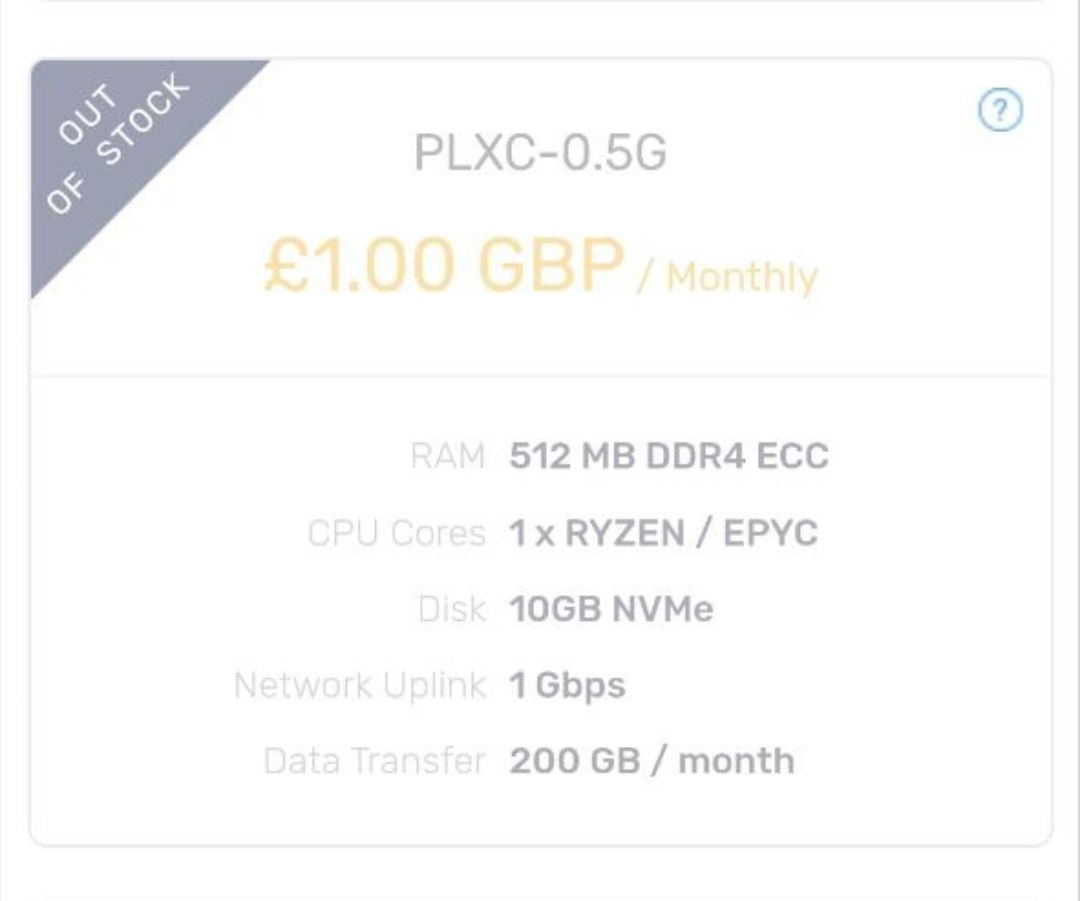 OUT
OF STOCK
?
PLXC-0.5G
£1.00 GBP / Monthly
RAM 512 MB DDR4 ECC
CPU Cores 1 x RYZEN / EPYC
Disk 10GB NVMe
Network Uplink 1 Gbps
Data Transfer 200 GB / month